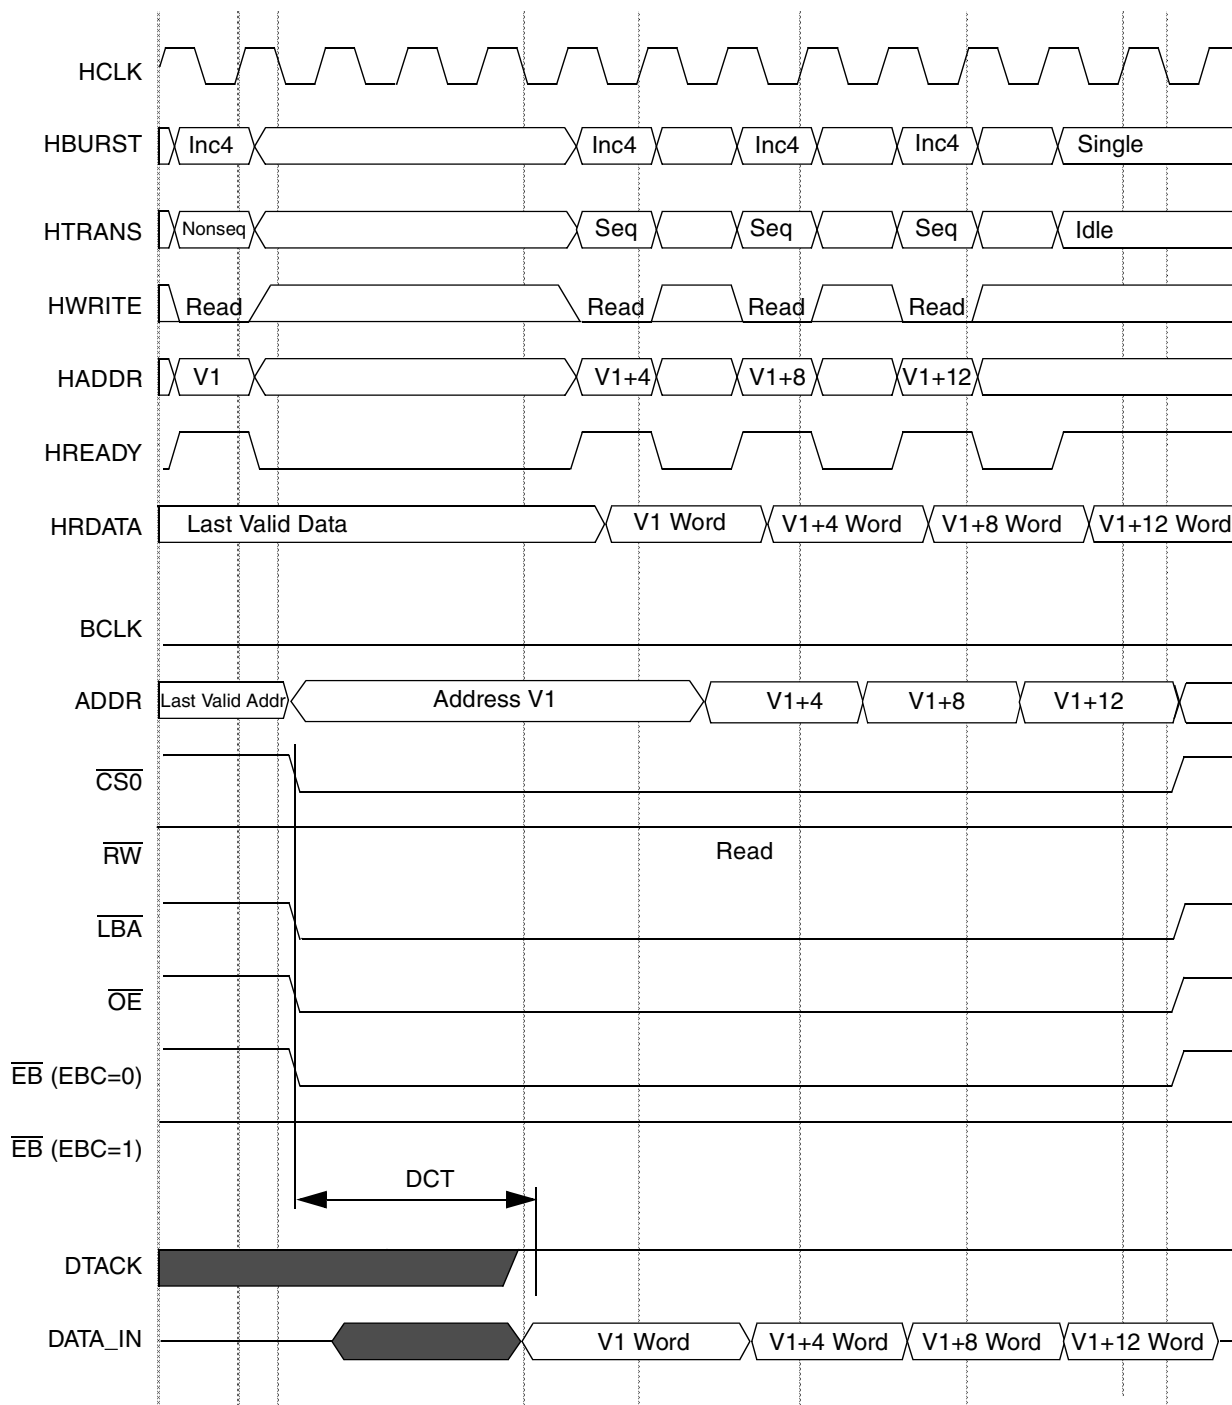 HCLK
HBURST Inc4 Inc4 Inc4 Inc4 Single
HTRANS Nonseq Seq Seq Seq Idle
HWRITE Read Read Read Read
HADDR V1 V1+4 V1+8 V1+12
HREADY
HRDATA Last Valid Data V1 Word V1+4 Word V1+8 Word V1+12 Word
BCLK
ADDR Last Valid Addr Address V1 V1+4 V1+8 V1+12
CS0
RW Read
LBA
OE
EB (EBC=0)
EB (EBC=1)
DCT
DTACK
DATA_IN V1 Word V1+4 Word V1+8 Word V1+12 Word